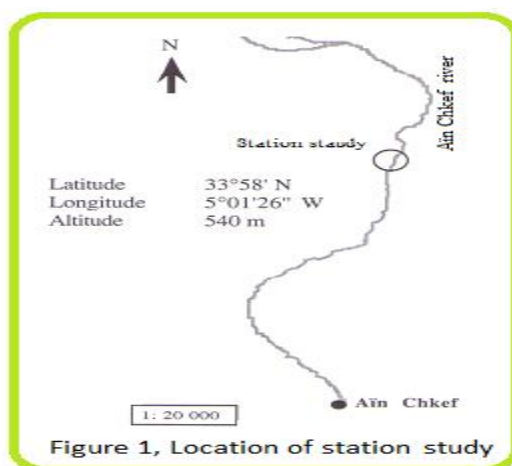 N
Aïn Chkef river
Station staudy
Latitude 33°58' N
Longitude 5°01'26" W
Altitude 540 m
Aïn Chkef
1: 20 000
Figure 1, Location of station study